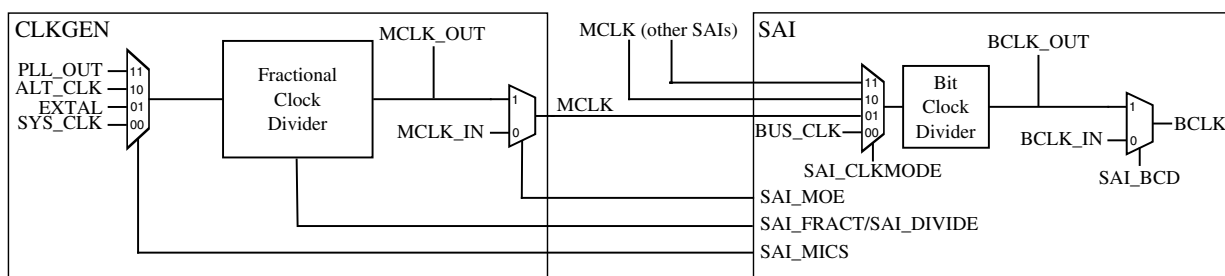 CLKGEN
PLL_OUT
ALT_CLK
EXTAL
SYS_CLK
11
10
01
00
Fractional
Clock
Divider
MCLK_OUT
MCLK_IN
1
0
MCLK
MCLK (other SAIs)
SAI
BUS_CLK
11
10
01
00
SAI_CLKMODE
Bit
Clock
Divider
BCLK_OUT
BCLK_IN
1
0
BCLK
SAI_BCD
SAI_MOE
SAI_FRACT/SAI_DIVIDE
SAI_MICS